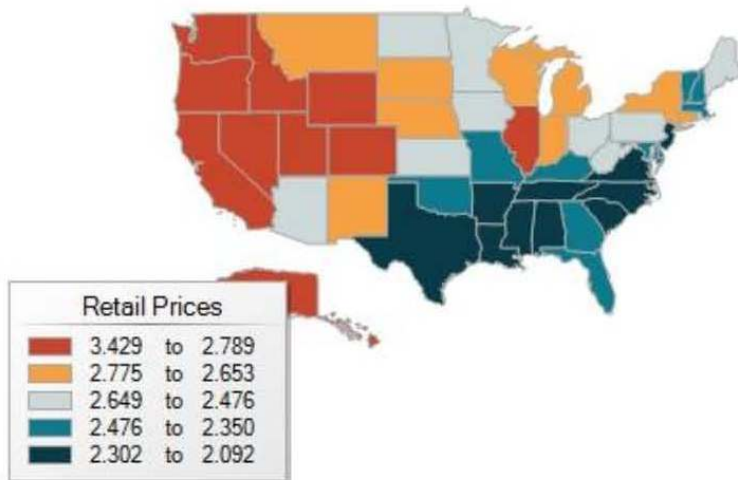 Retail Prices
3.429 to 2.789
2.775 to 2.653
2.649 to 2.476
2.476 to 2.350
2.302 to 2.092